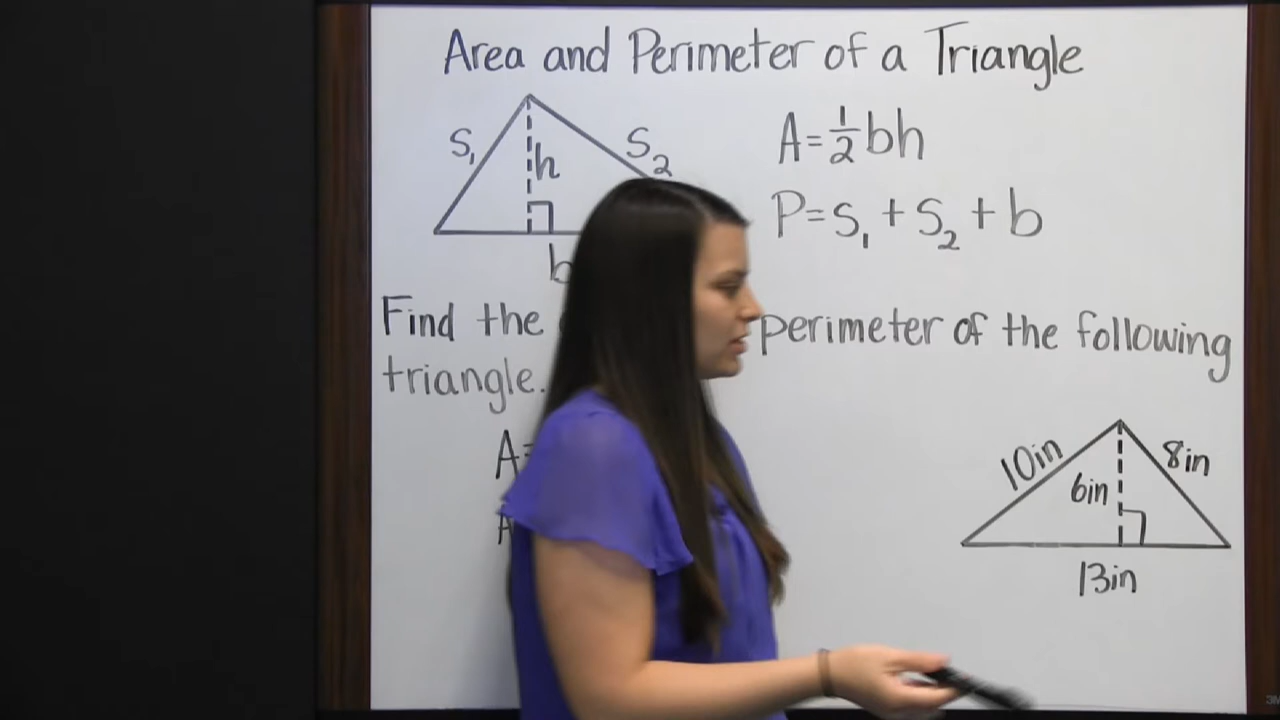 Area and Perimeter of a Triangle
S₁
h
S₂
b
A=½bh
P=S₁+S₂+b
Find the perimeter of the following
triangle.
A=
A
10in
8in
6in
13in
3M